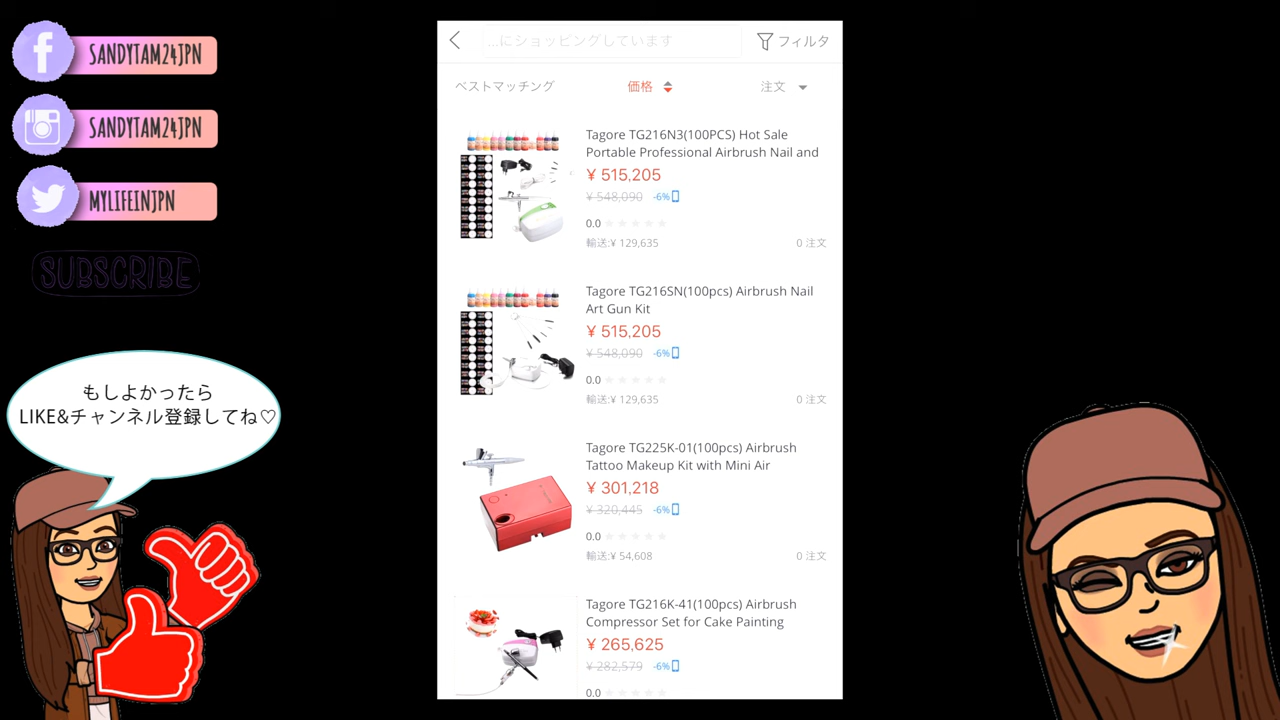 SANDYTAM24JPN
SANDYTAM24JPN
MYLIFEINJPN
SUBSCRIBE
もしよかったら
LIKE&チャンネル登録してね♡
...にショッピングしています
フィルタ
ベストマッチング
価格
注文
Tagore TG216N3(100PCS) Hot Sale
Portable Professional Airbrush Nail and
¥ 515,205
¥ 548,090 -6%
0.0
輸送:¥ 129,635
0 注文
Tagore TG216SN(100pcs) Airbrush Nail
Art Gun Kit
¥ 515,205
¥ 548,090 -6%
0.0
輸送:¥ 129,635
0 注文
Tagore TG225K-01(100pcs) Airbrush
Tattoo Makeup Kit with Mini Air
¥ 301,218
¥ 320,445 -6%
0.0
輸送:¥ 54,608
0 注文
Tagore TG216K-41(100pcs) Airbrush
Compressor Set for Cake Painting
¥ 265,625
¥ 282,579 -6%
0.0